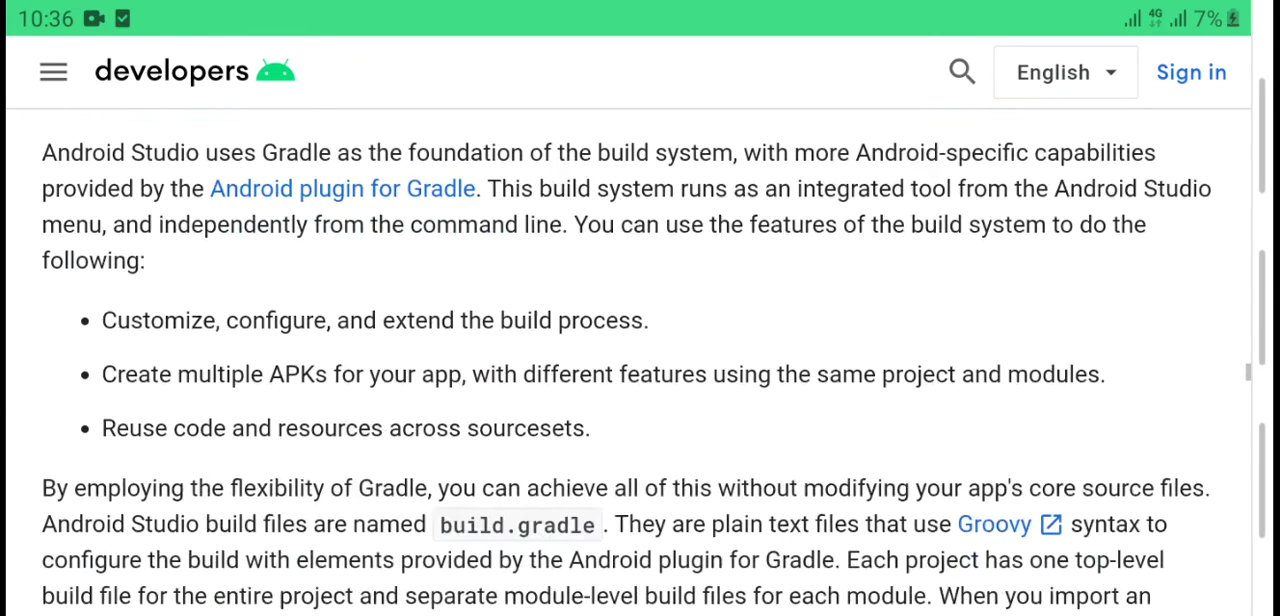 10:36 4G 7%
developers English Sign in
Android Studio uses Gradle as the foundation of the build system, with more Android-specific capabilities
provided by the Android plugin for Gradle. This build system runs as an integrated tool from the Android Studio
menu, and independently from the command line. You can use the features of the build system to do the
following:
• Customize, configure, and extend the build process.
• Create multiple APKs for your app, with different features using the same project and modules.
• Reuse code and resources across sourcesets.
By employing the flexibility of Gradle, you can achieve all of this without modifying your app's core source files.
Android Studio build files are named build.gradle. They are plain text files that use Groovy syntax to
configure the build with elements provided by the Android plugin for Gradle. Each project has one top-level
build file for the entire project and separate module-level build files for each module. When you import an